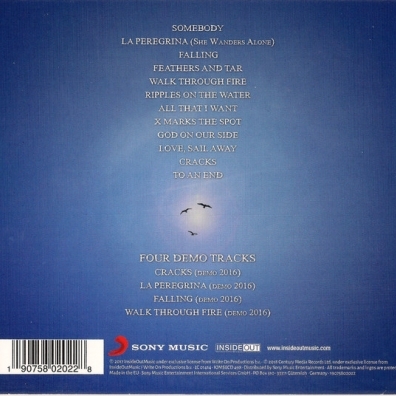 SOMEBODY
LA PEREGRINA (SHE WANDERS ALONE)
FALLING
FEATHERS AND TAR
WALK THROUGH FIRE
RIPPLES ON THE WATER
ALL THAT I WANT
X MARKS THE SPOT
GOD ON OUR SIDE
LOVE, SAIL AWAY
CRACKS
TO AN END
FOUR DEMO TRACKS
CRACKS (DEMO 2016)
LA PEREGRINA (DEMO 2016)
FALLING (DEMO 2016)
WALK THROUGH FIRE (DEMO 2016)
SONY MUSIC INSIDEOUT www.insideoutmusic.com
1 90758 02022 8